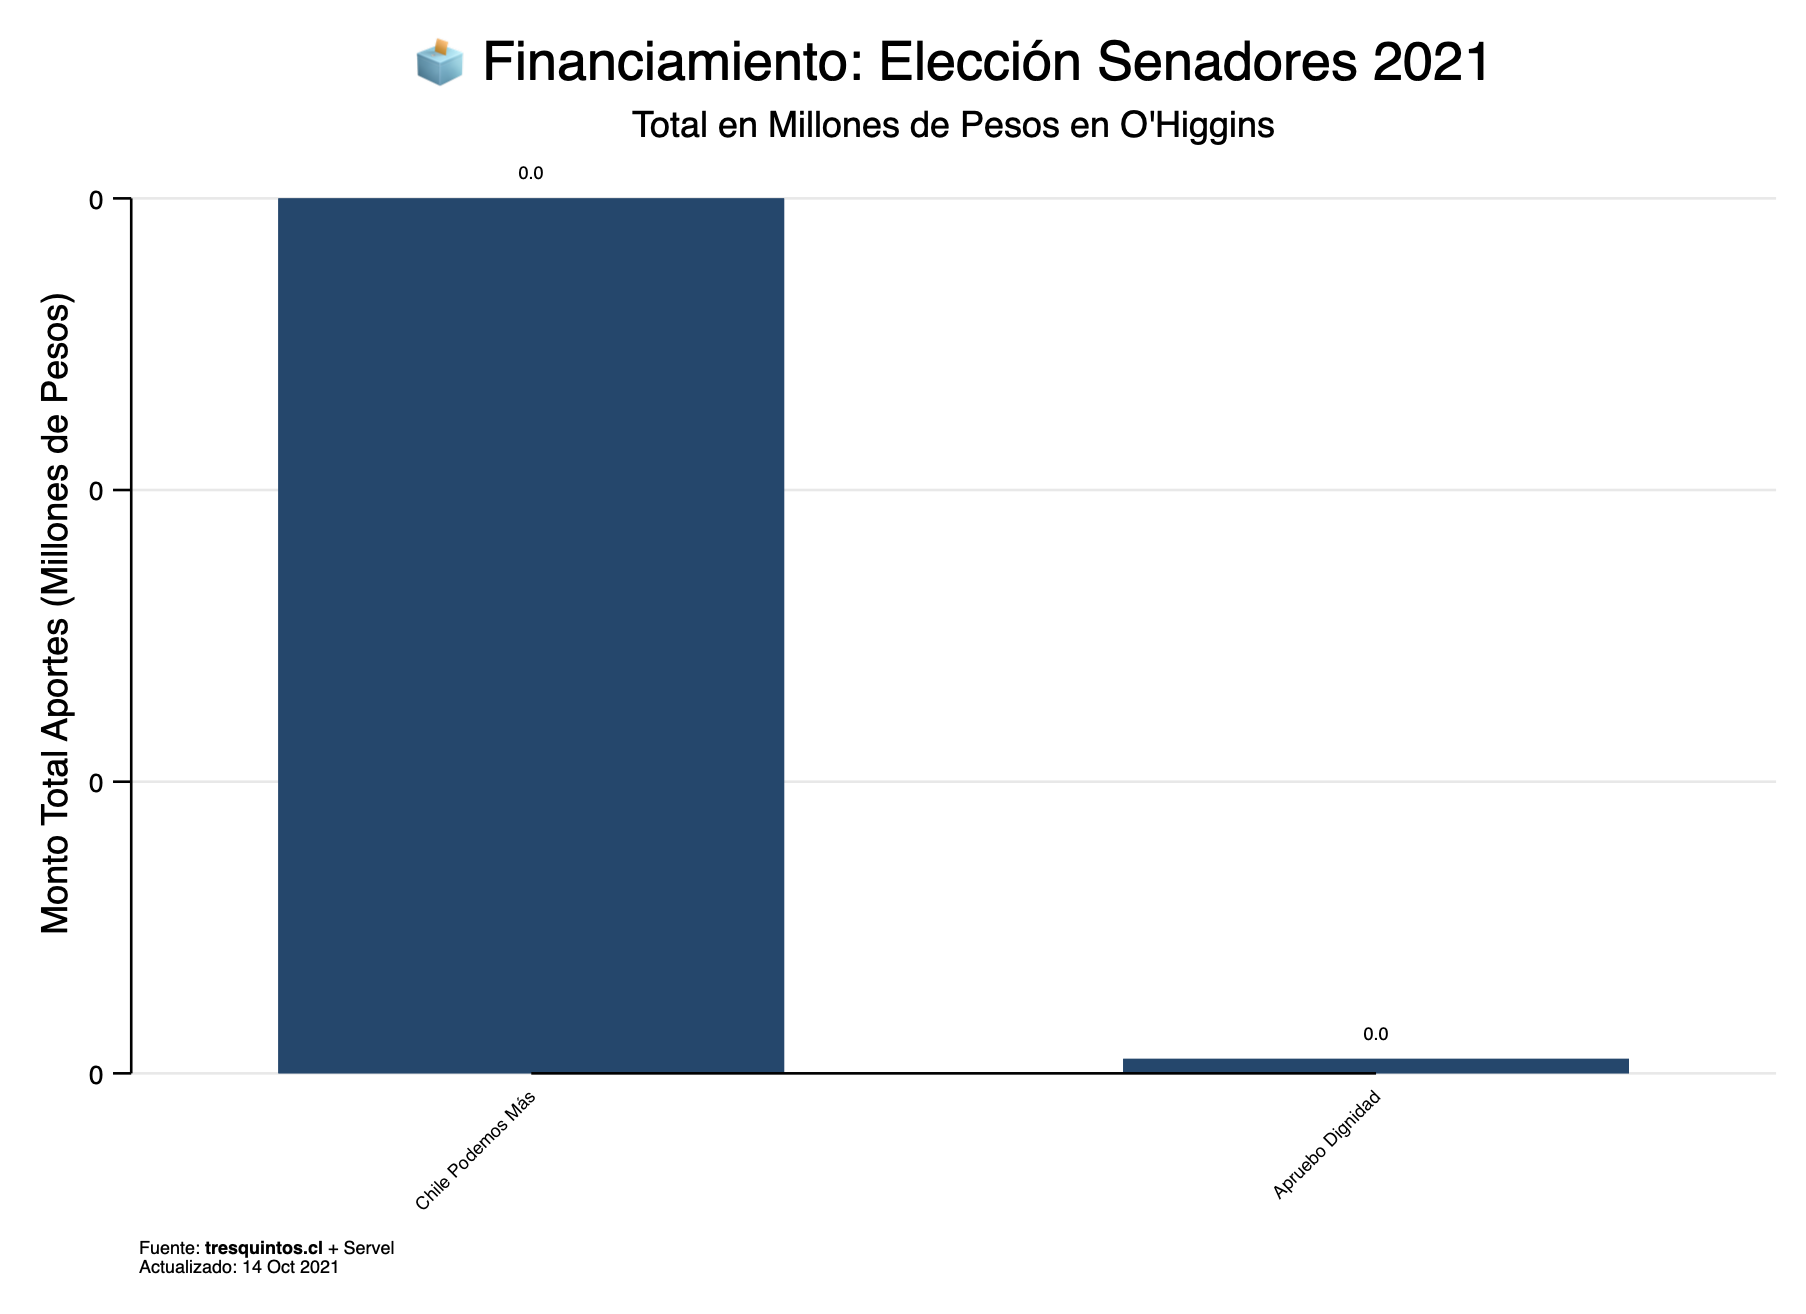 Financiamiento: Elección Senadores 2021
Total en Millones de Pesos en O'Higgins
Monto Total Aportes (Millones de Pesos)
0
0
0
0
0.0
0.0
Chile Podemos Más
Apruebo Dignidad
Fuente: tresquintos.cl + Servel
Actualizado: 14 Oct 2021